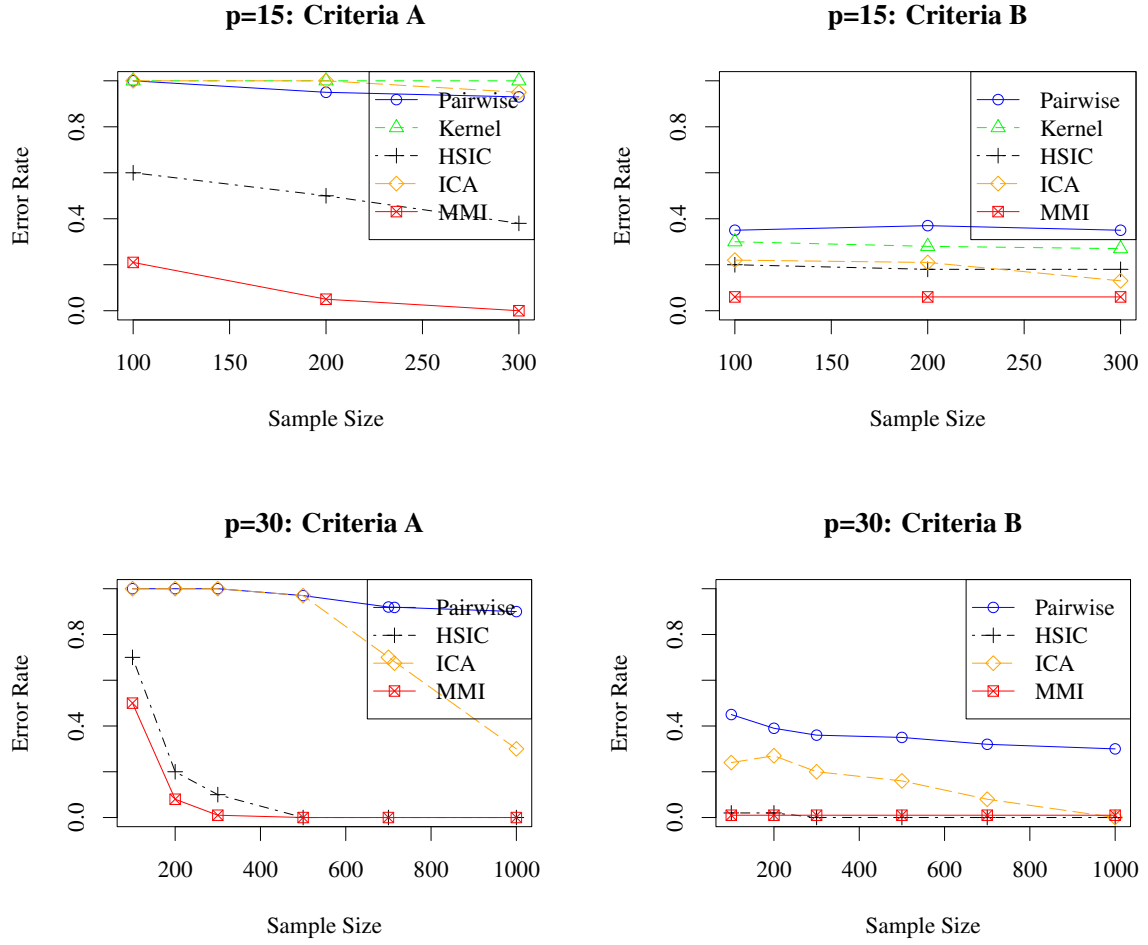 p=15: Criteria A
Error Rate
0.0
0.4
0.8
Pairwise
Kernel
HSIC
ICA
MMI
100 150 200 250 300
Sample Size
p=15: Criteria B
Error Rate
0.0
0.4
0.8
Pairwise
Kernel
HSIC
ICA
MMI
100 150 200 250 300
Sample Size
p=30: Criteria A
Error Rate
0.0
0.4
0.8
Pairwise
HSIC
ICA
MMI
200 400 600 800 1000
Sample Size
p=30: Criteria B
Error Rate
0.0
0.4
0.8
Pairwise
HSIC
ICA
MMI
200 400 600 800 1000
Sample Size